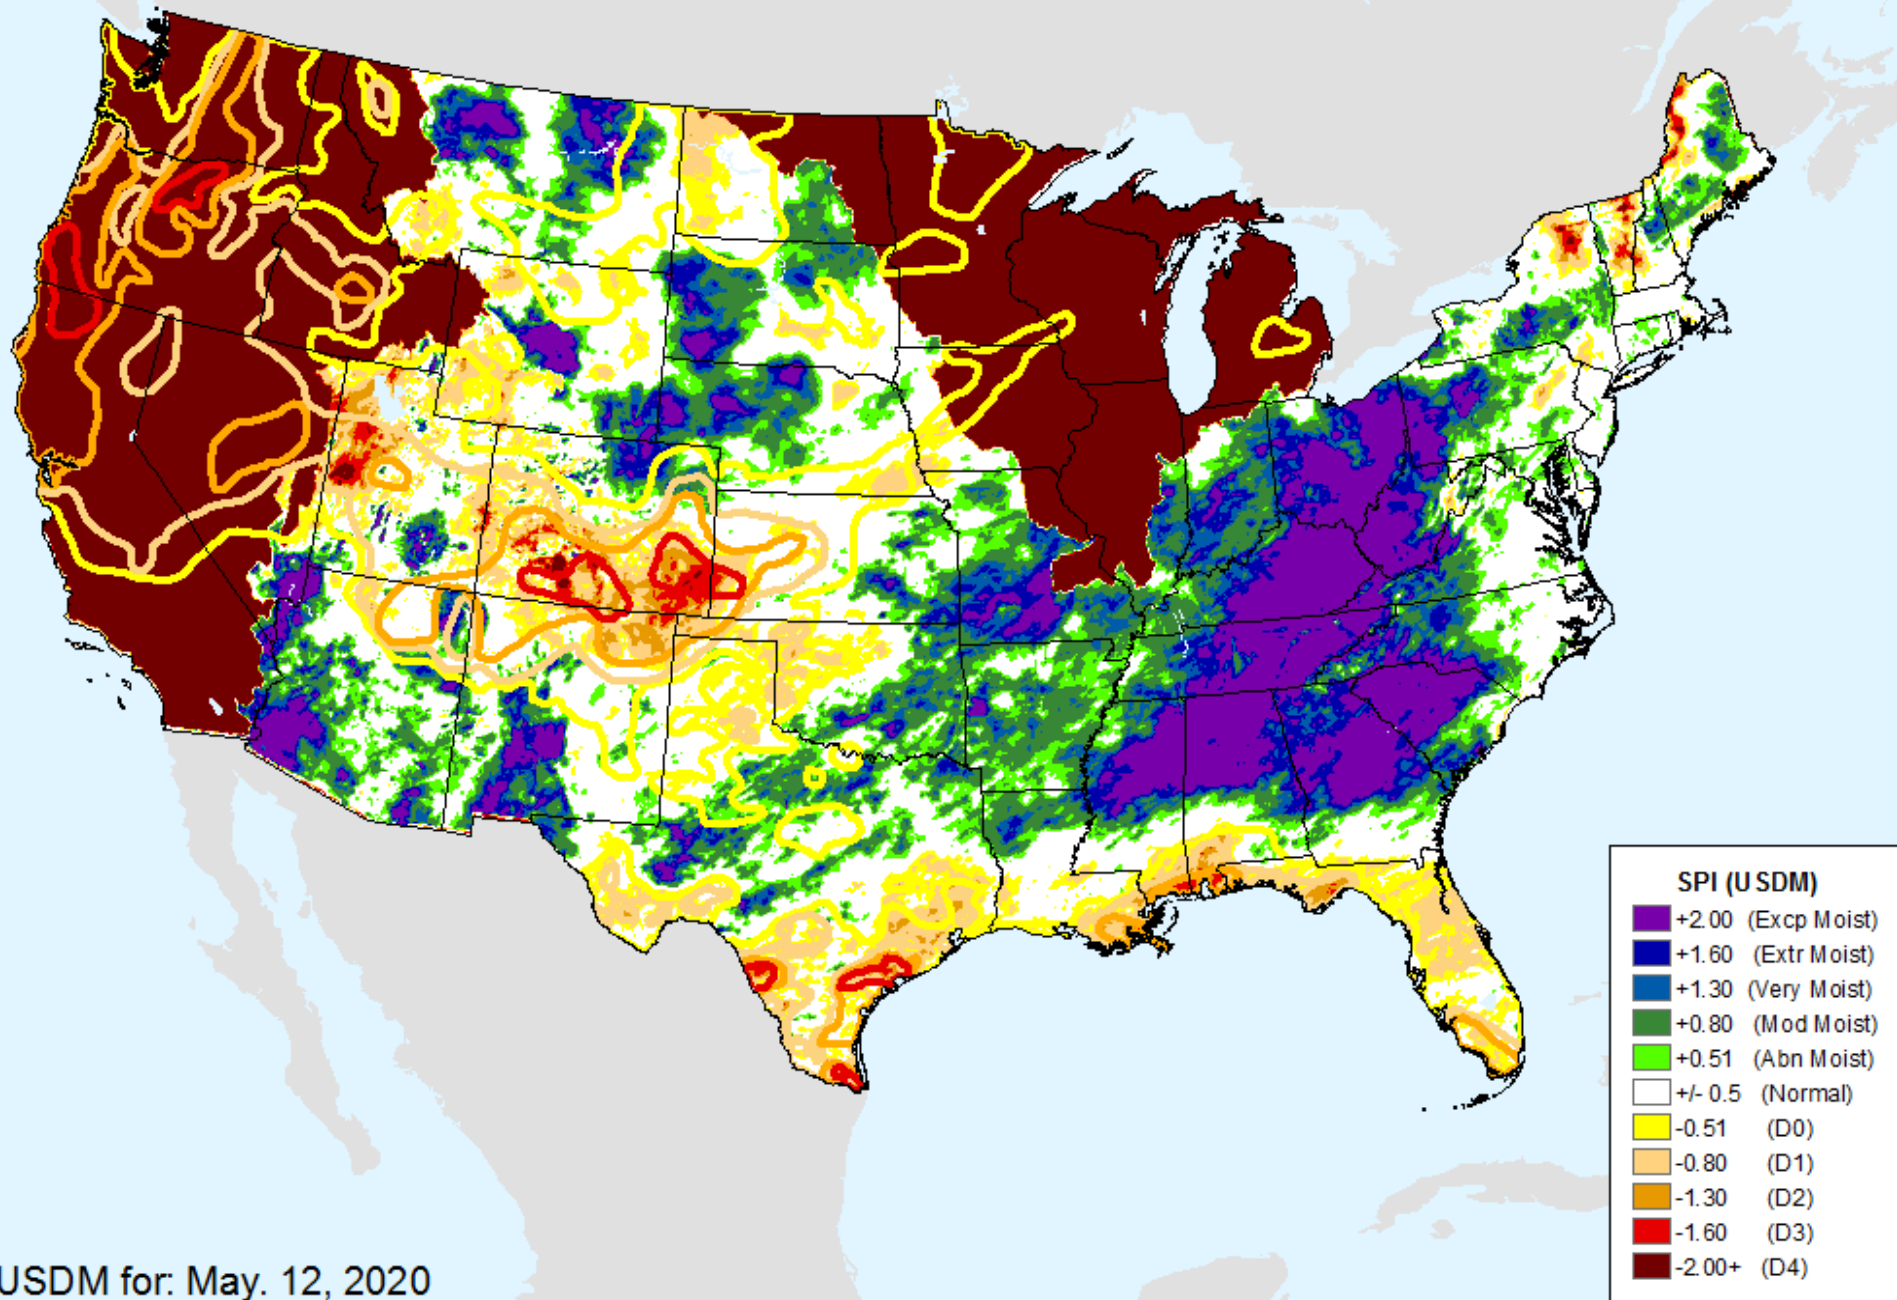 SPI (USDM)
+2.00 (Excp Moist)
+1.60 (Extr Moist)
+1.30 (Very Moist)
+0.80 (Mod Moist)
+0.51 (Abn Moist)
+/- 0.5 (Normal)
-0.51 (D0)
-0.80 (D1)
-1.30 (D2)
-1.60 (D3)
-2.00+ (D4)
USDM for: May. 12, 2020